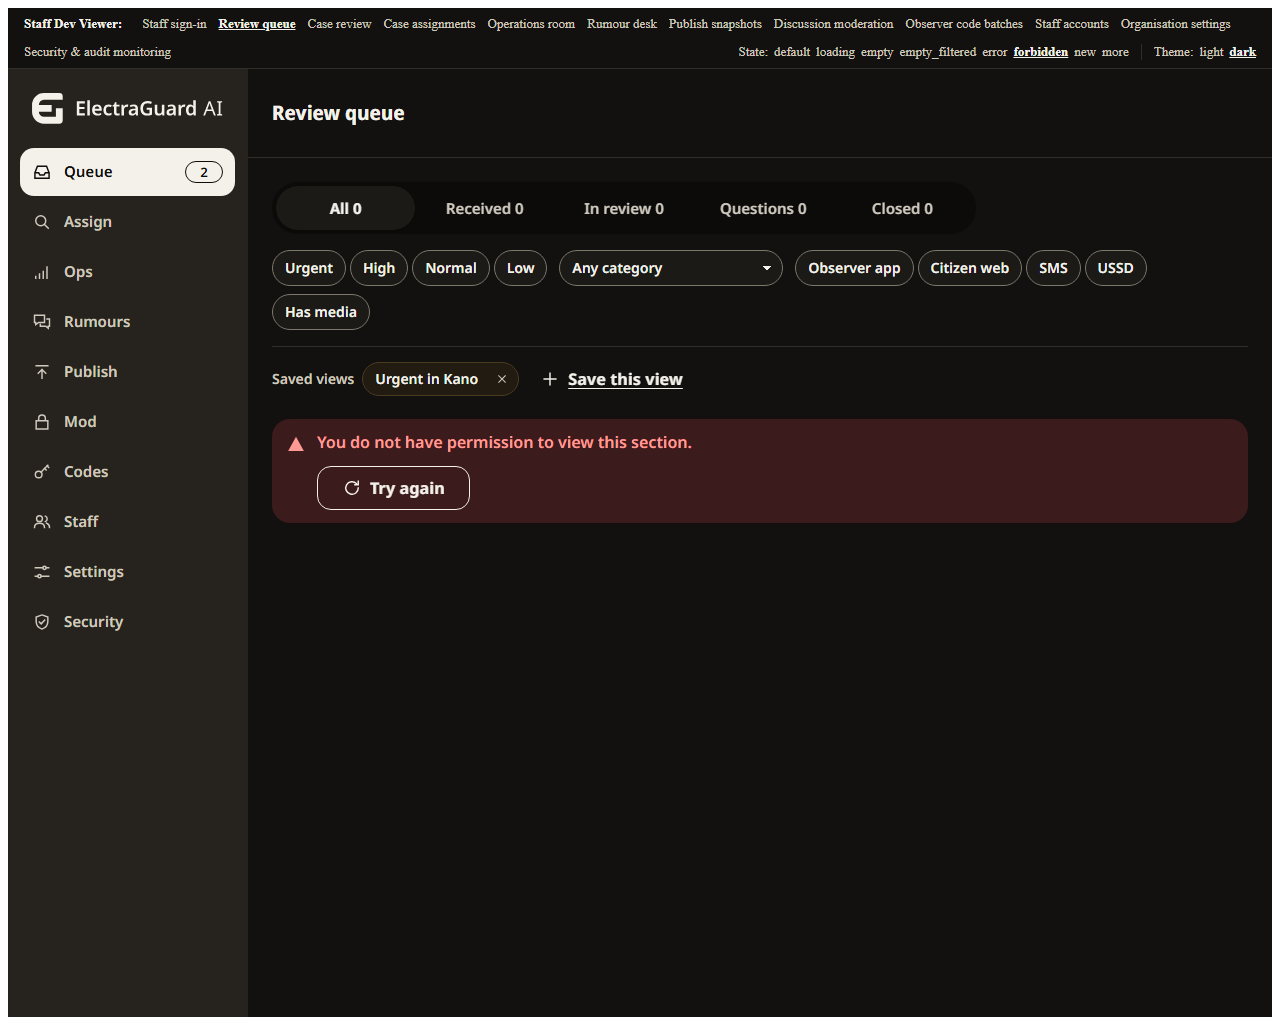 Staff Dev Viewer: Staff sign-in Review queue Case review Case assignments Operations room Rumour desk Publish snapshots Discussion moderation Observer code batches Staff accounts Organisation settings
Security & audit monitoring State: default loading empty empty_filtered error forbidden new more Theme: light dark
ElectraGuard AI
Review queue
Queue 2
Assign
Ops
Rumours
Publish
Mod
Codes
Staff
Settings
Security
All 0 Received 0 In review 0 Questions 0 Closed 0
Urgent High Normal Low Any category Observer app Citizen web SMS USSD
Has media
Saved views Urgent in Kano × + Save this view
You do not have permission to view this section.
Try again